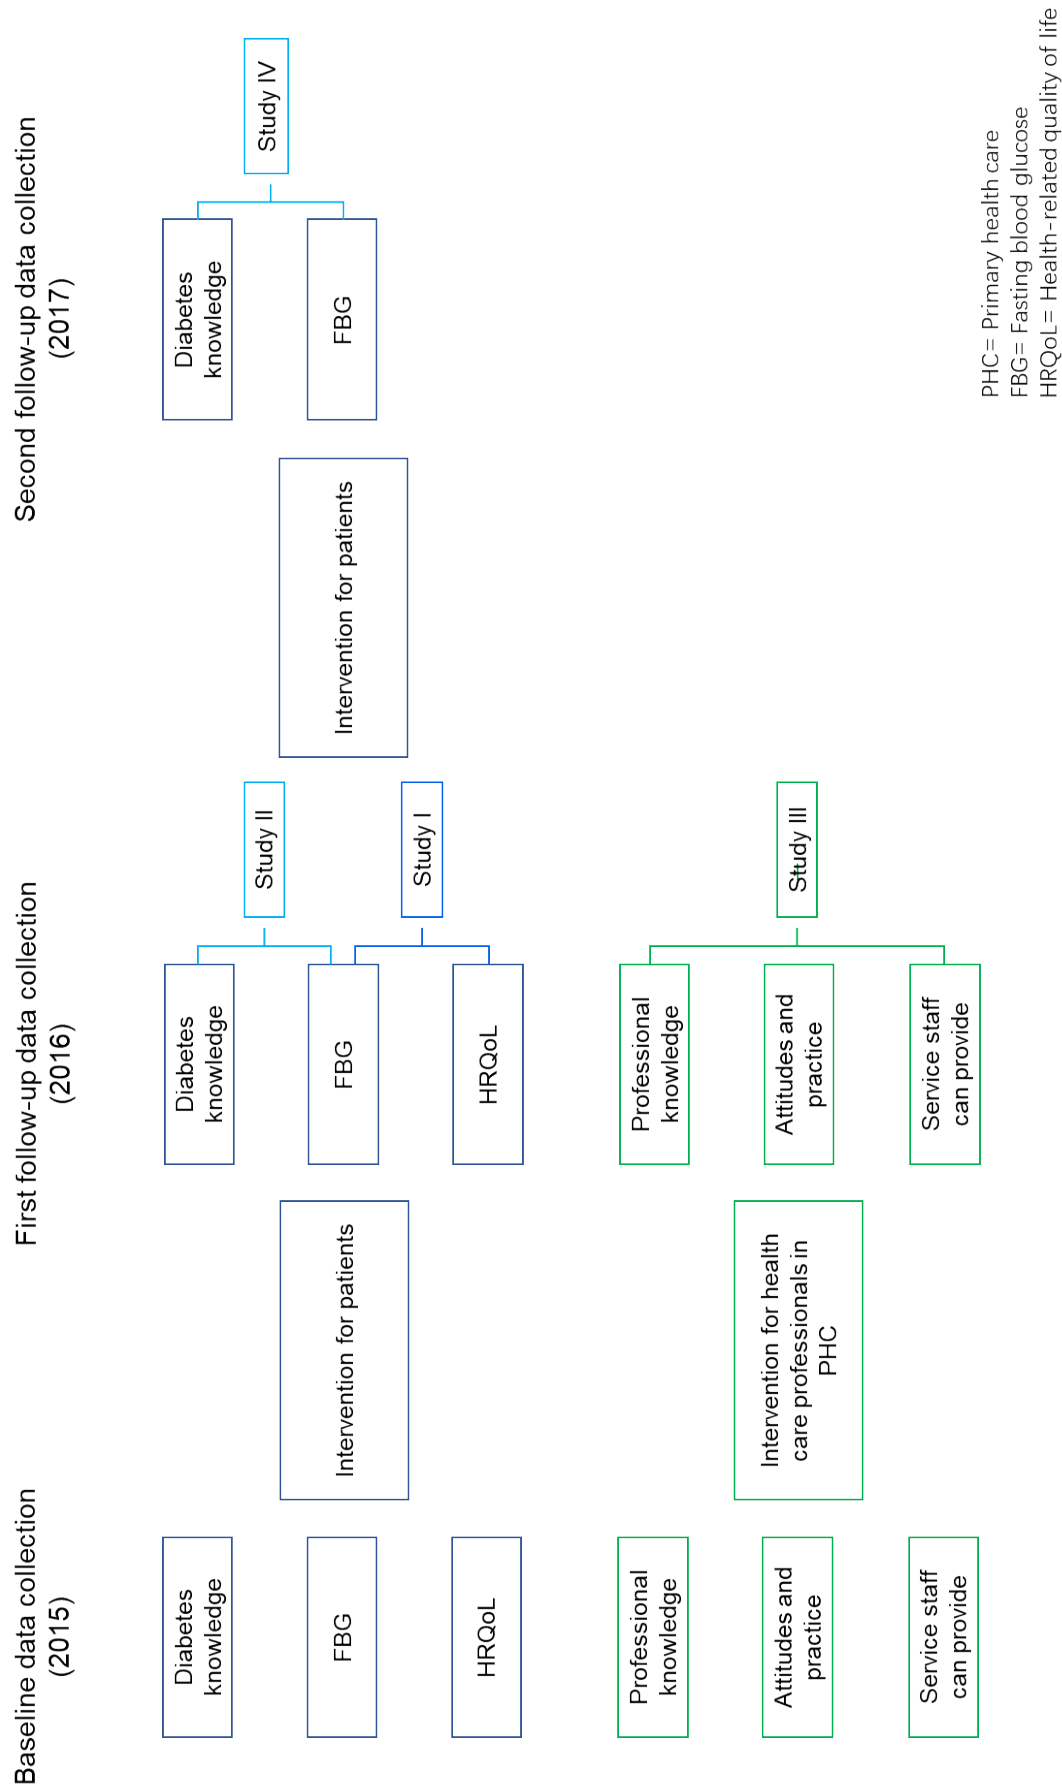 Baseline data collection
(2015)
First follow-up data collection
(2016)
Second follow-up data collection
(2017)
Diabetes
knowledge
FBG
HRQoL
Intervention for patients
Diabetes
knowledge
FBG
HRQoL
Study II
Study I
Intervention for patients
Diabetes
knowledge
FBG
Study IV
Professional
knowledge
Attitudes and
practice
Service staff
can provide
Intervention for health
care professionals in
PHC
Professional
knowledge
Attitudes and
practice
Service staff
can provide
Study III
PHC= Primary health care
FBG= Fasting blood glucose
HRQoL= Health-related quality of life